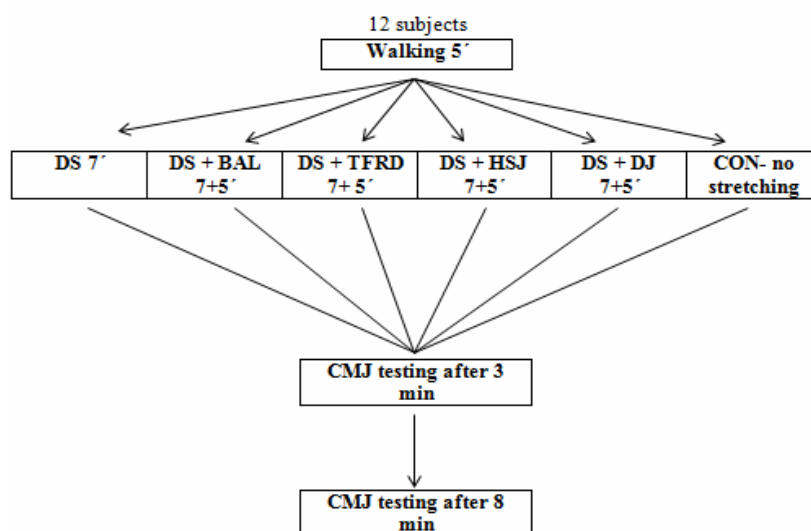 12 subjects
Walking 5´
DS 7´
DS + BAL
7+5´
DS + TFRD
7+ 5´
DS + HSJ
7+5´
DS + DJ
7+5´
CON- no
stretching
CMJ testing after 3
min
CMJ testing after 8
min